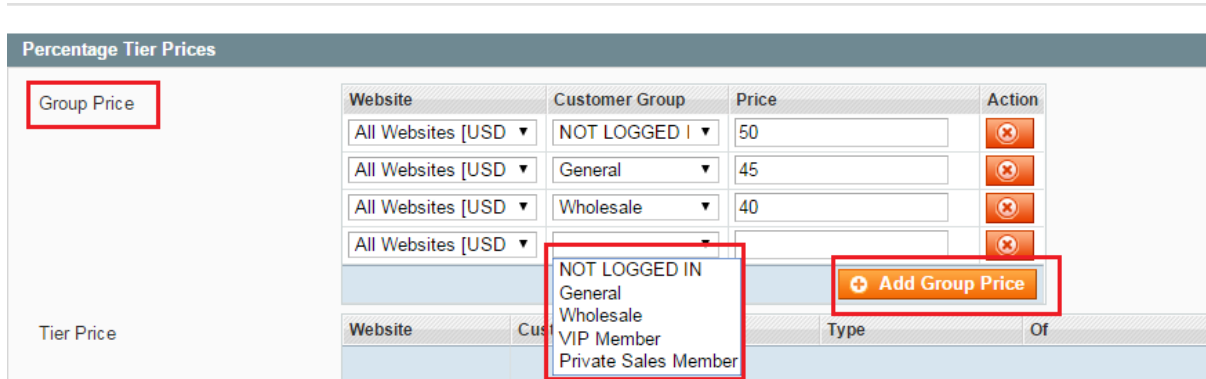 Percentage Tier Prices
Group Price
Website Customer Group Price Action
All Websites [USD NOT LOGGED I 50
All Websites [USD General 45
All Websites [USD Wholesale 40
All Websites [USD
NOT LOGGED IN
General
Wholesale
VIP Member
Private Sales Member
Add Group Price
Tier Price
Website Cust Type Of